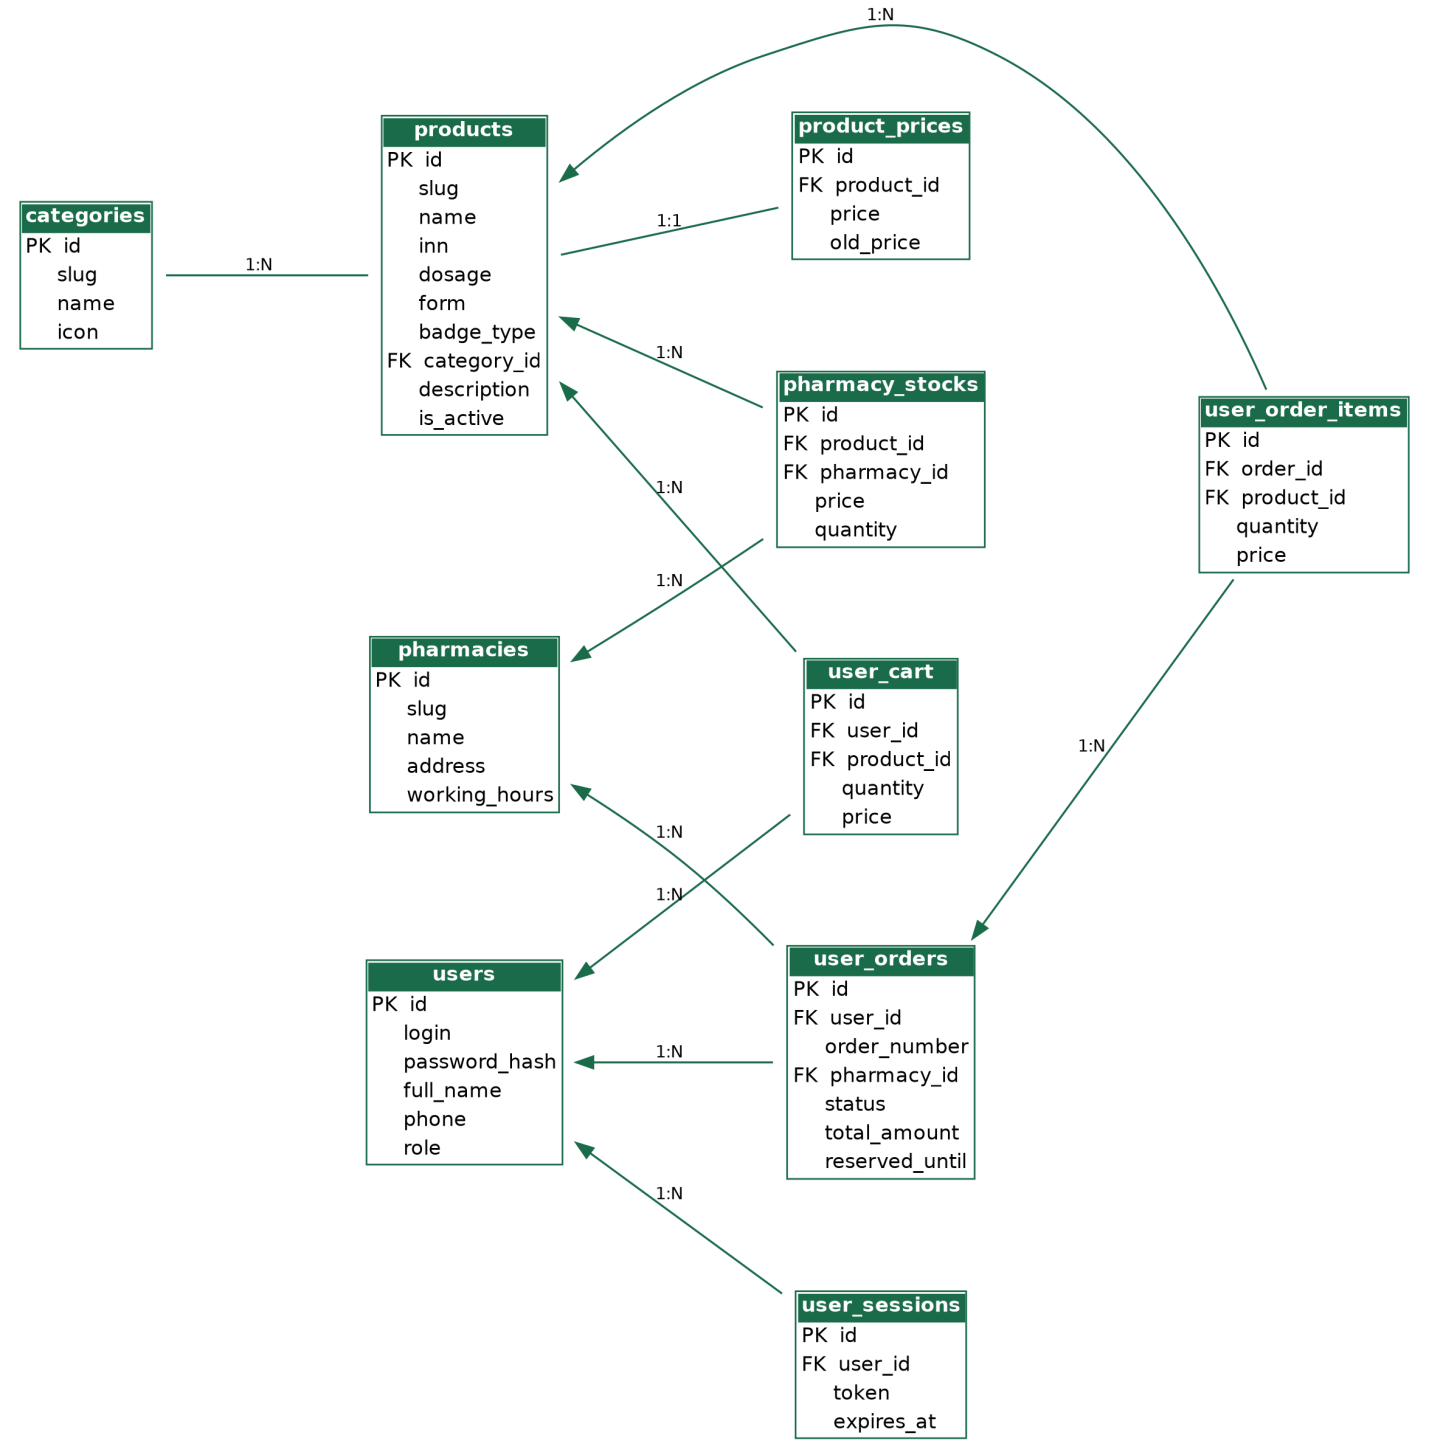 categories
PK id
slug
name
icon
1:N
products
PK id
slug
name
inn
dosage
form
badge_type
FK category_id
description
is_active
1:N
1:1
product_prices
PK id
FK product_id
price
old_price
1:N
pharmacy_stocks
PK id
FK product_id
FK pharmacy_id
price
quantity
1:N
1:N
user_order_items
PK id
FK order_id
FK product_id
quantity
price
pharmacies
PK id
slug
name
address
working_hours
user_cart
PK id
FK user_id
FK product_id
quantity
price
1:N
1:N
1:N
users
PK id
login
password_hash
full_name
phone
role
1:N
user_orders
PK id
FK user_id
order_number
FK pharmacy_id
status
total_amount
reserved_until
1:N
user_sessions
PK id
FK user_id
token
expires_at